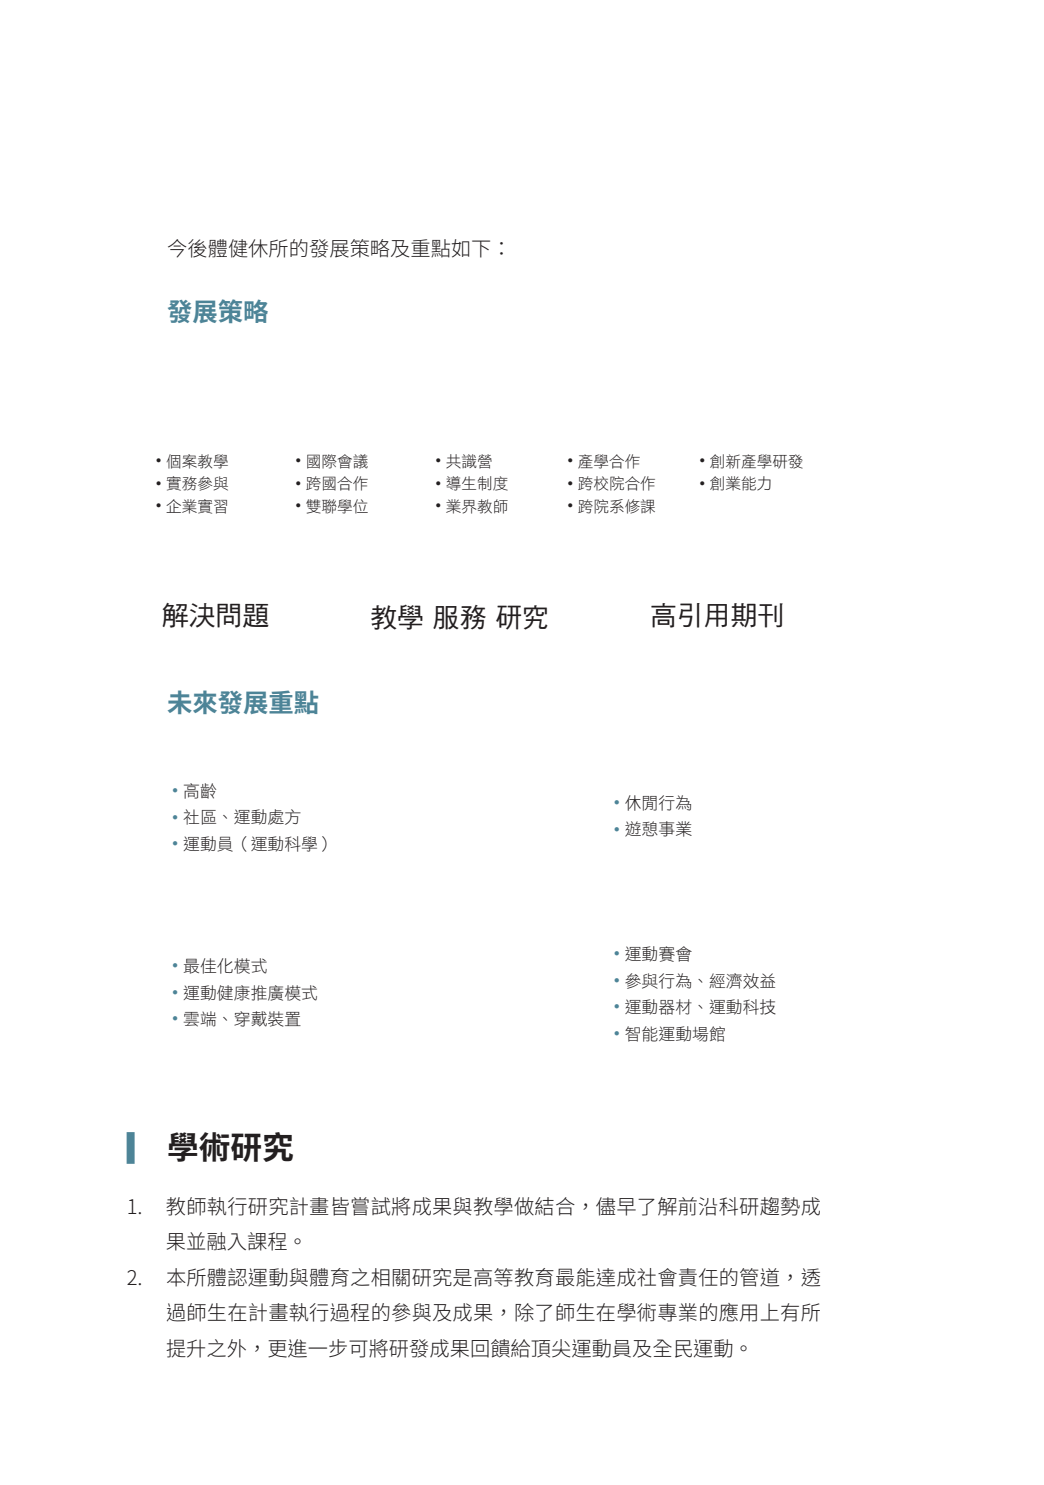 今後體健休所的發展策略及重點如下：
發展策略
• 個案教學
• 實務參與
• 企業實習
• 國際會議
• 跨國合作
• 雙聯學位
• 共識營
• 導生制度
• 業界教師
• 產學合作
• 跨校院合作
• 跨院系修課
• 創新產學研發
• 創業能力
解決問題
教學 服務 研究
高引用期刊
未來發展重點
• 高齡
• 社區、運動處方
• 運動員（運動科學）
• 休閒行為
• 遊憩事業
• 最佳化模式
• 運動健康推廣模式
• 雲端、穿戴裝置
• 運動賽會
• 參與行為、經濟效益
• 運動器材、運動科技
• 智能運動場館
學術研究
1. 教師執行研究計畫皆嘗試將成果與教學做結合，儘早了解前沿科研趨勢成
果並融入課程。
2. 本所體認運動與體育之相關研究是高等教育最能達成社會責任的管道，透
過師生在計畫執行過程的參與及成果，除了師生在學術專業的應用上有所
提升之外，更進一步可將研發成果回饋給頂尖運動員及全民運動。